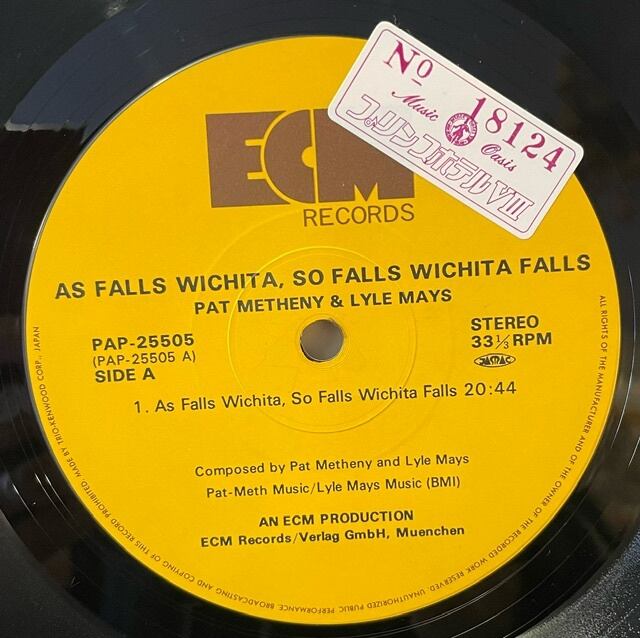 No 18124
Music Oasis
プリンスホテルVIII
ECM
RECORDS
AS FALLS WICHITA, SO FALLS WICHITA FALLS
PAT METHENY & LYLE MAYS
PAP-25505
(PAP-25505 A)
SIDE A
STEREO
33 1/3 RPM
JASRAC
1. As Falls Wichita, So Falls Wichita Falls 20:44
Composed by Pat Metheny and Lyle Mays
Pat-Meth Music/Lyle Mays Music (BMI)
AN ECM PRODUCTION
ECM Records/Verlag GmbH, Muenchen
ALL RIGHTS OF THE MANUFACTURER AND OF THE OWNER OF THE RECORDED WORK RESERVED. UNAUTHORIZED PUBLIC PERFORMANCE, BROADCASTING AND COPYING OF THIS RECORD PROHIBITED. MADE BY TRIO-KENWOOD CORP., JAPAN